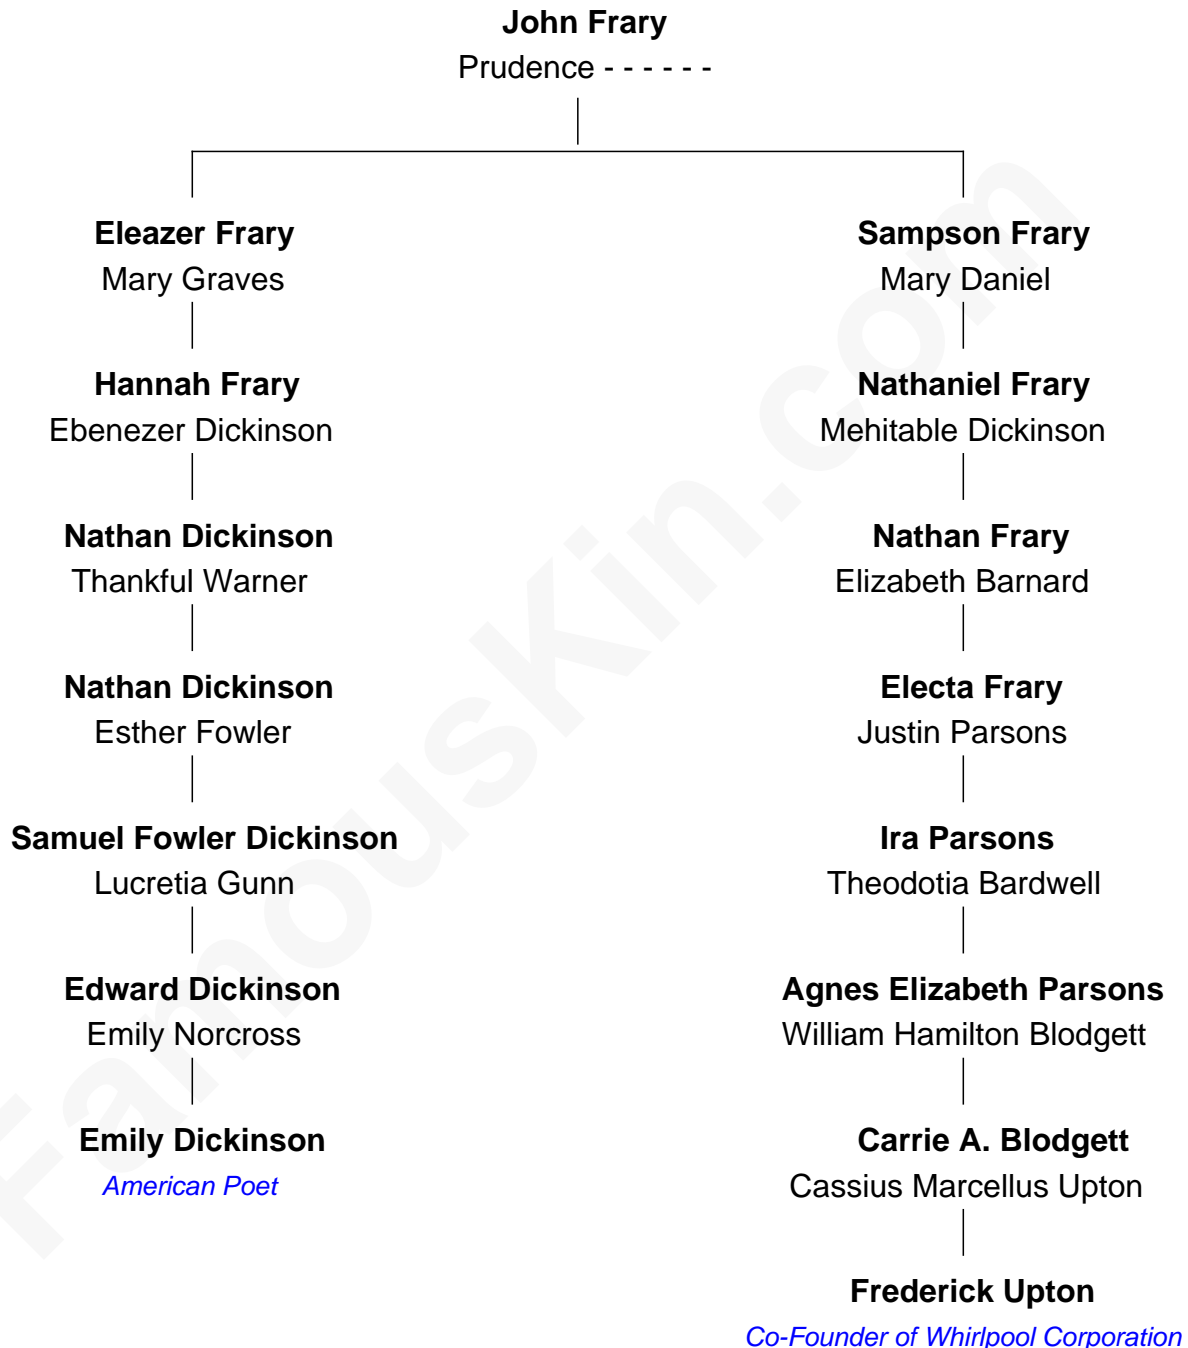 John Frary
Prudence - - - - - -
Eleazer Frary
Mary Graves
Sampson Frary
Mary Daniel
Hannah Frary
Ebenezer Dickinson
Nathaniel Frary
Mehitable Dickinson
Nathan Dickinson
Thankful Warner
Nathan Frary
Elizabeth Barnard
Nathan Dickinson
Esther Fowler
Electa Frary
Justin Parsons
Samuel Fowler Dickinson
Lucretia Gunn
Ira Parsons
Theodotia Bardwell
Edward Dickinson
Emily Norcross
Agnes Elizabeth Parsons
William Hamilton Blodgett
Emily Dickinson
American Poet
Carrie A. Blodgett
Cassius Marcellus Upton
Frederick Upton
Co-Founder of Whirlpool Corporation
FamousKin.com